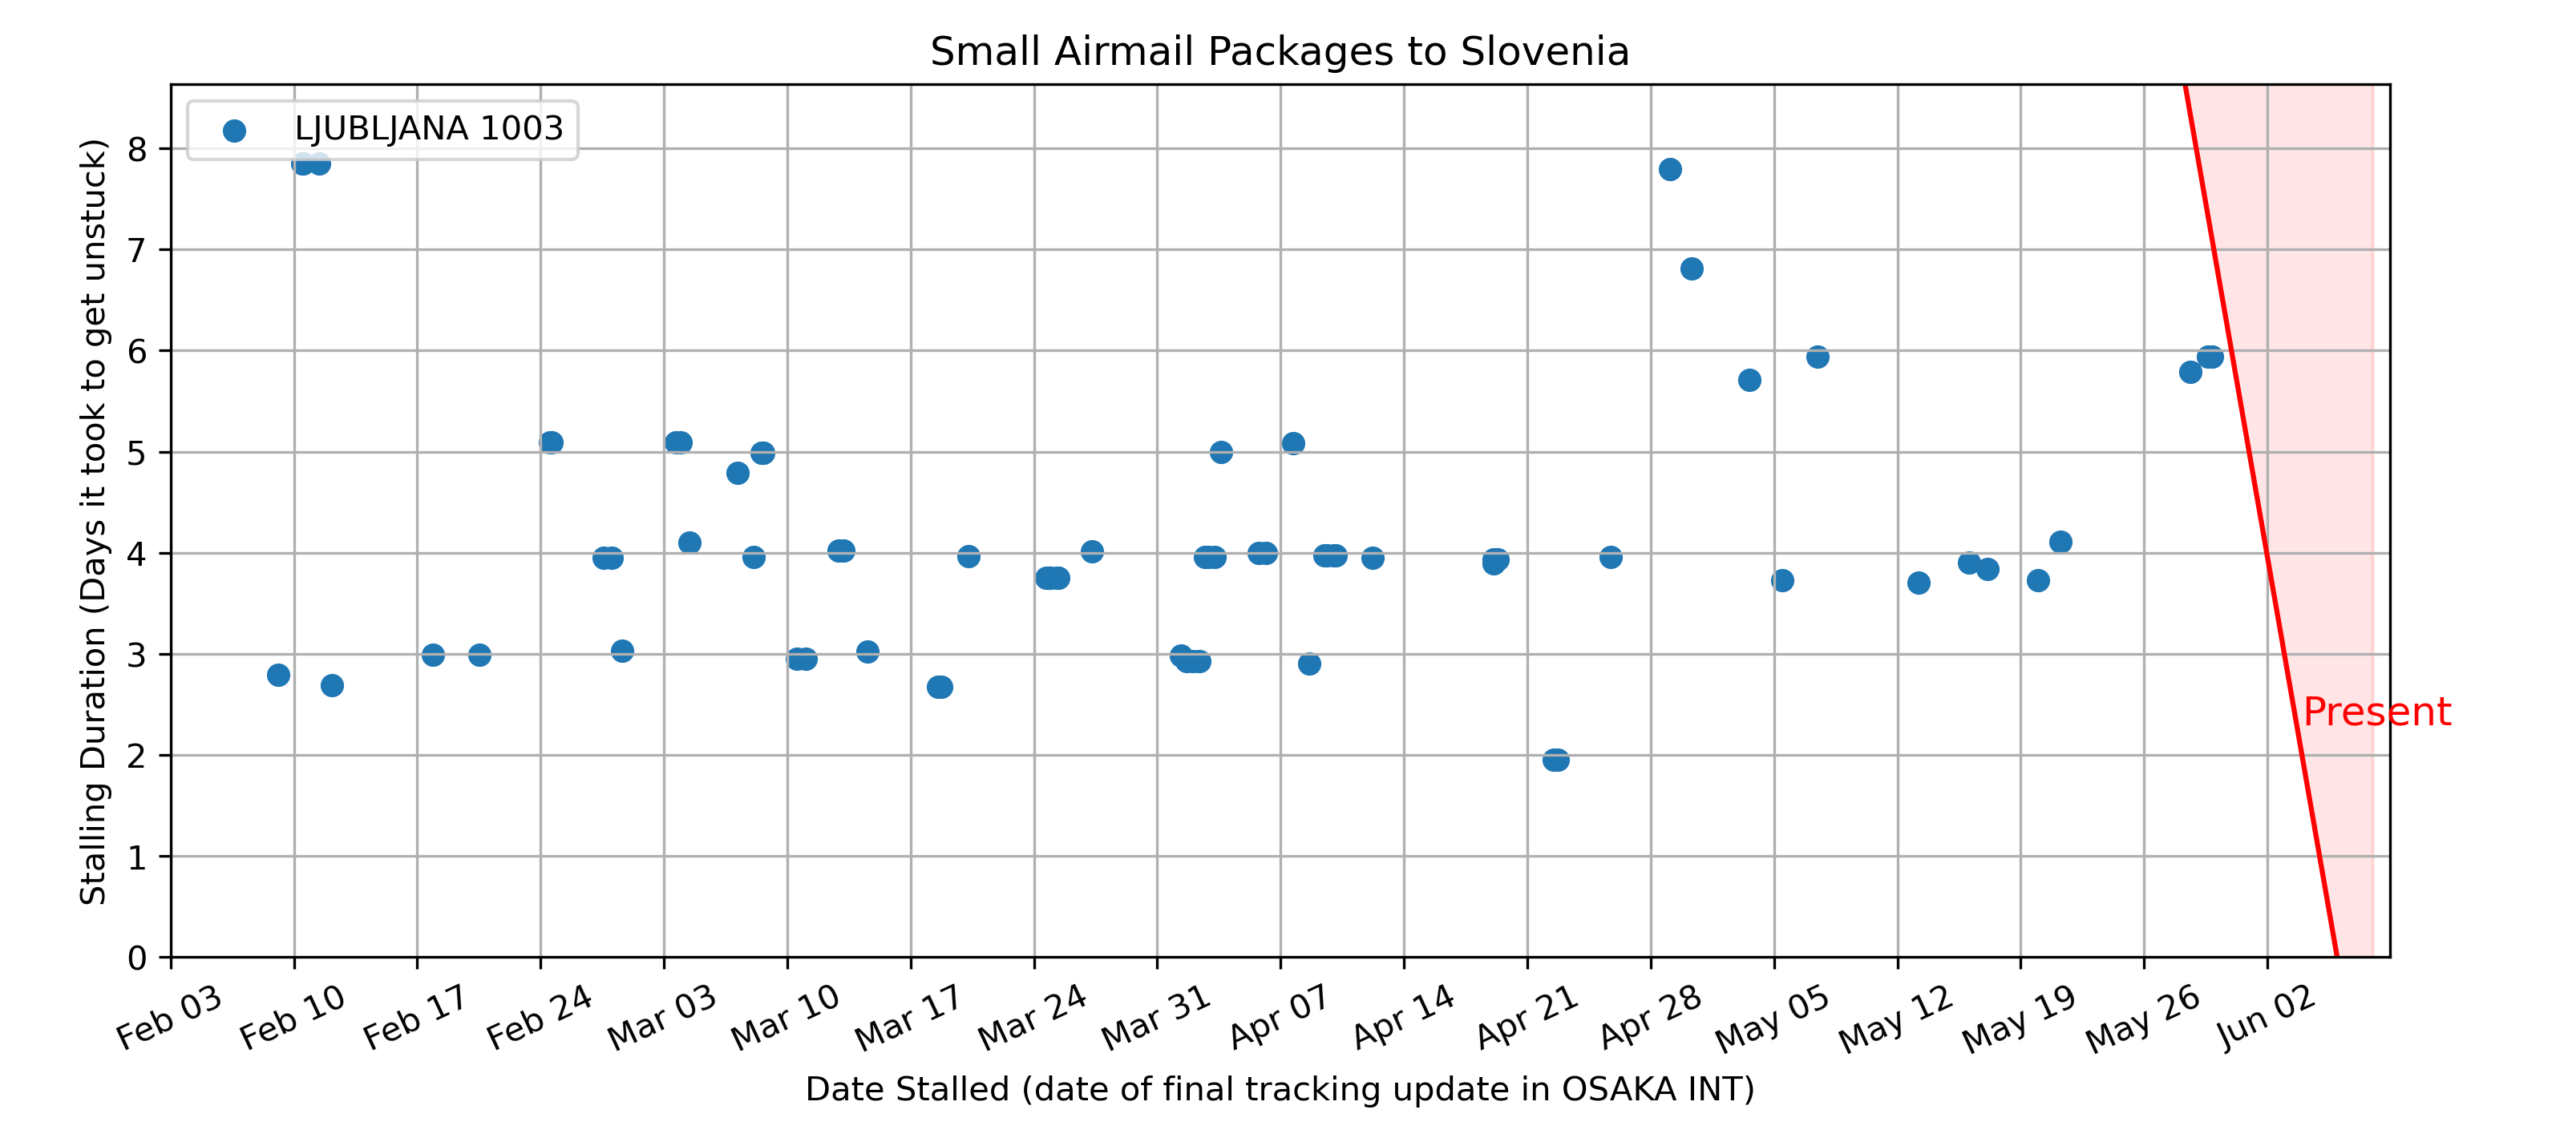 Small Airmail Packages to Slovenia
LJUBLJANA 1003
Stalling Duration (Days it took to get unstuck)
8
7
6
5
4
3
2
1
0
Present
Feb 03
Feb 10
Feb 17
Feb 24
Mar 03
Mar 10
Mar 17
Mar 24
Mar 31
Apr 07
Apr 14
Apr 21
Apr 28
May 05
May 12
May 19
May 26
Jun 02
Date Stalled (date of final tracking update in OSAKA INT)